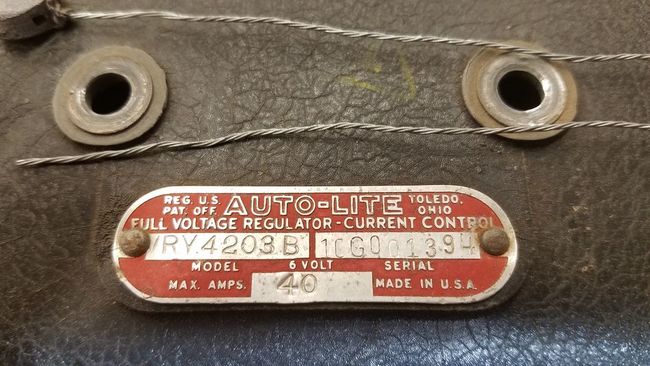 REG. U.S. PAT. OFF. AUTO-LITE TOLEDO, OHIO
FULL VOLTAGE REGULATOR - CURRENT CONTROL
VRY.4203B 10G001394
MODEL 6 VOLT SERIAL
MAX. AMPS. 40 MADE IN U.S.A.